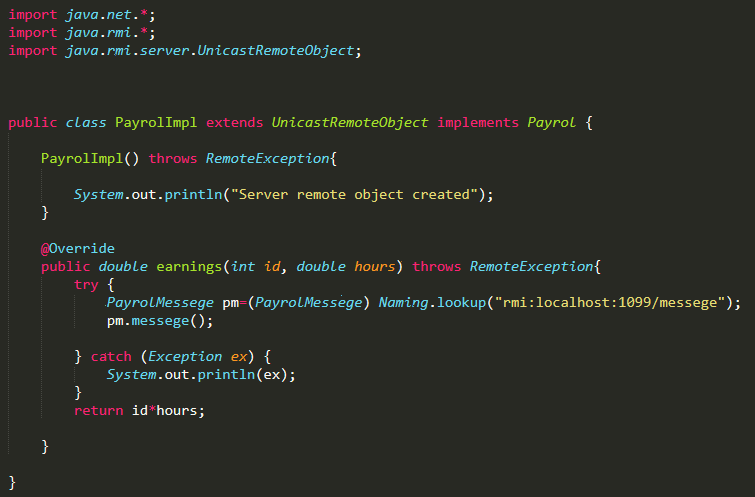 import java.net.*;
import java.rmi.*;
import java.rmi.server.UnicastRemoteObject;
public class PayrolImpl extends UnicastRemoteObject implements Payrol {
PayrolImpl() throws RemoteException{
System.out.println("Server remote object created");
}
@Override
public double earnings(int id, double hours) throws RemoteException{
try {
PayrolMessege pm=(PayrolMessege) Naming.lookup("rmi:localhost:1099/messege");
pm.messege();
} catch (Exception ex) {
System.out.println(ex);
}
return id*hours;
}
}